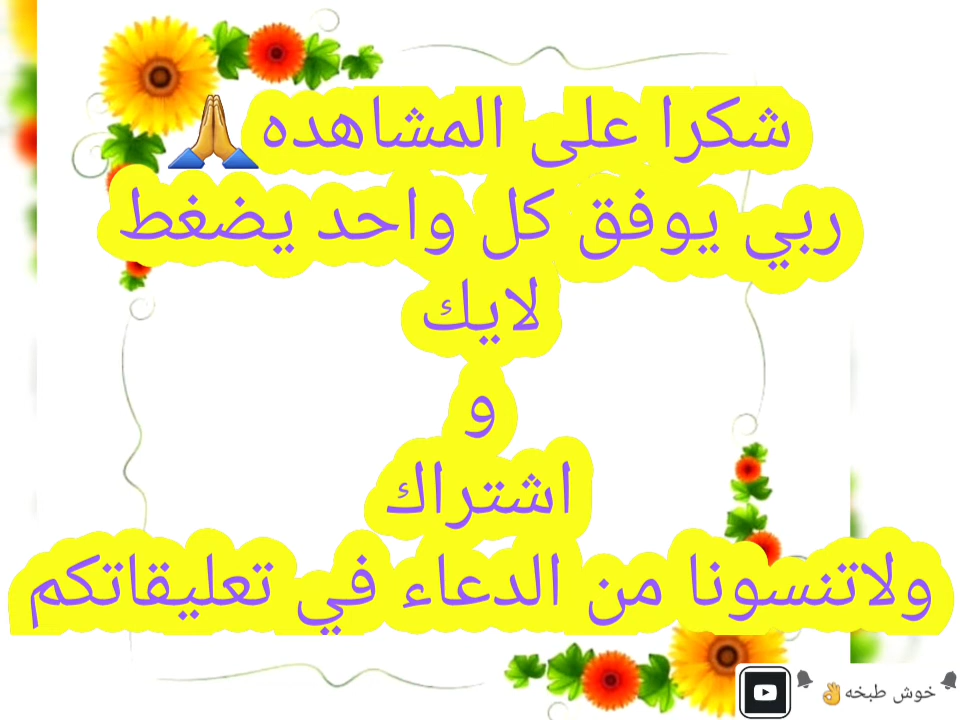 شكرا على المشاهده🙏
ربي يوفق كل واحد يضغط
لايك
و
اشتراك
ولاتنسونا من الدعاء في تعليقاتكم
🔔خوش طبخه👌🔔